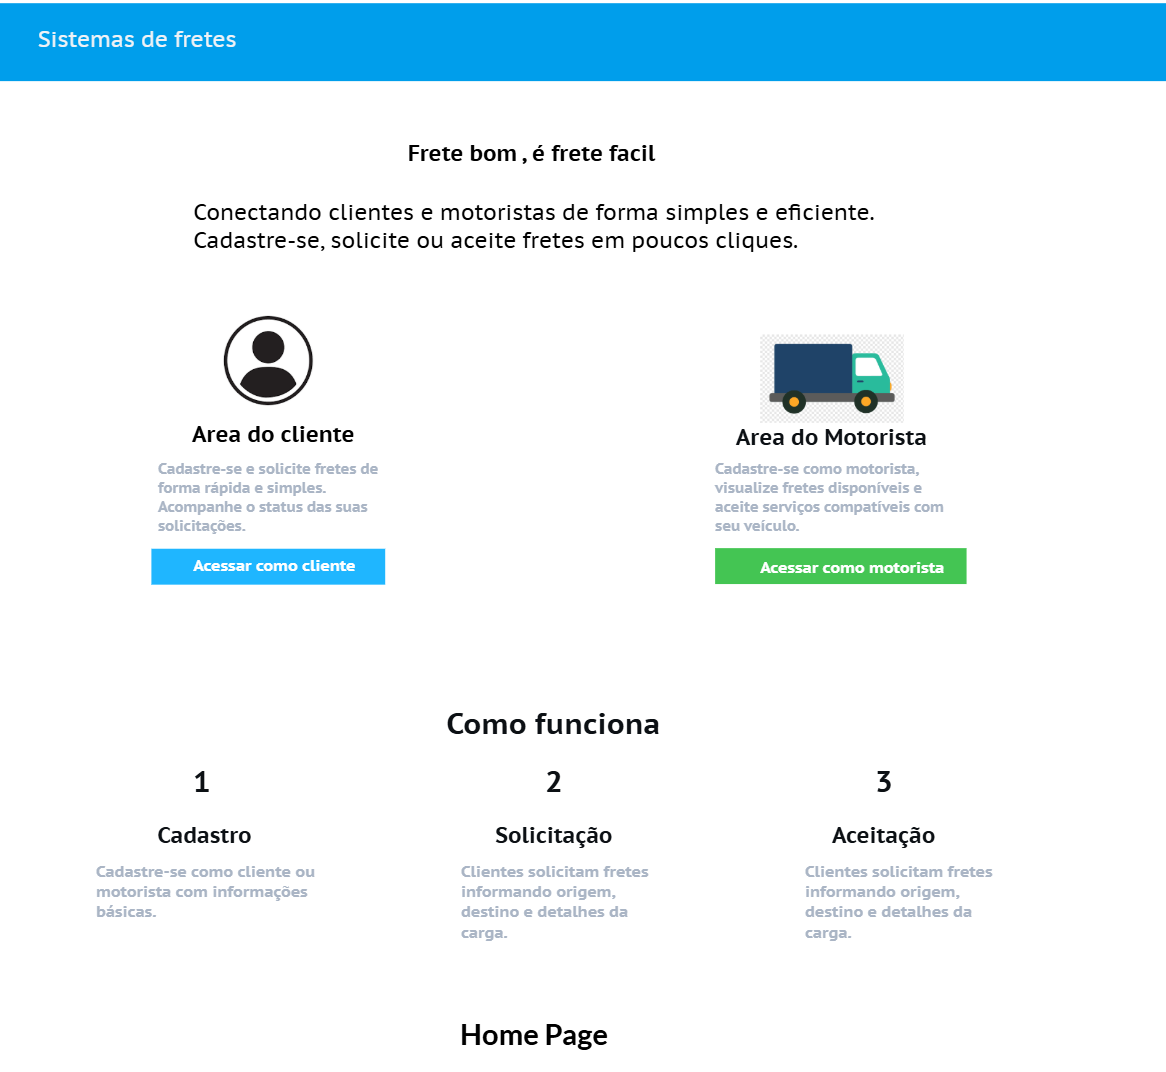 Sistemas de fretes
Frete bom , é frete facil
Conectando clientes e motoristas de forma simples e eficiente.
Cadastre-se, solicite ou aceite fretes em poucos cliques.
Area do cliente
Cadastre-se e solicite fretes de
forma rápida e simples.
Acompanhe o status das suas
solicitações.
Acessar como cliente
Area do Motorista
Cadastre-se como motorista,
visualize fretes disponíveis e
aceite serviços compatíveis com
seu veículo.
Acessar como motorista
Como funciona
1
Cadastro
Cadastre-se como cliente ou
motorista com informações
básicas.
2
Solicitação
Clientes solicitam fretes
informando origem,
destino e detalhes da
carga.
3
Aceitação
Clientes solicitam fretes
informando origem,
destino e detalhes da
carga.
Home Page